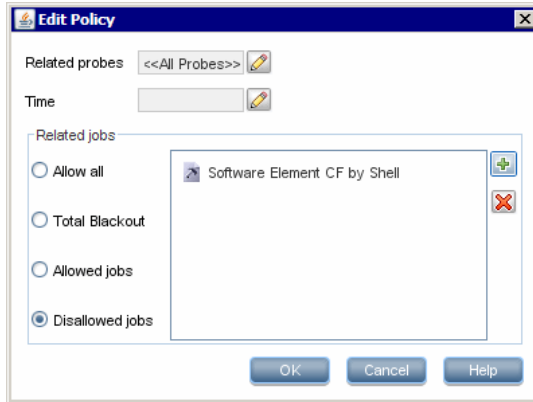 Edit Policy
Related probes <<All Probes>>
Time
Related jobs
Allow all
Software Element CF by Shell
Total Blackout
Allowed jobs
Disallowed jobs
OK Cancel Help